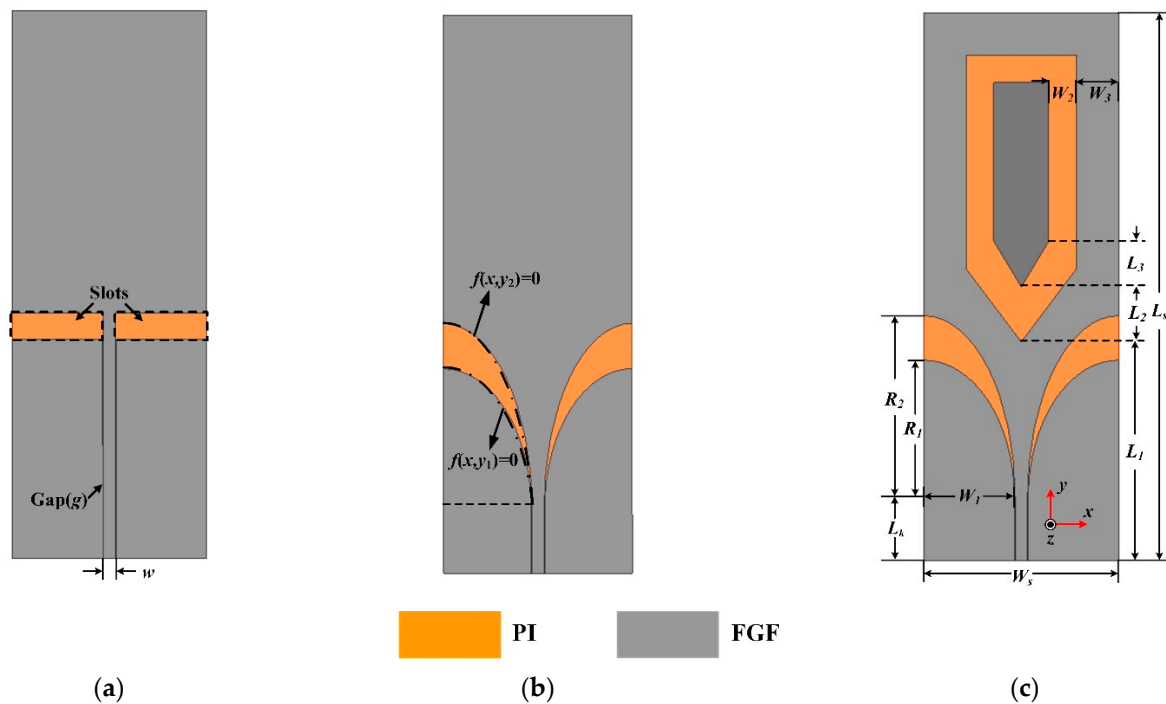 Slots
Gap(g)
w
f(x,y₂)=0
f(x,y₁)=0
W₂
W₃
L₃
L₂
Lₛ
R₂
R₁
L₁
W₁
y
x
z
Lₖ
Wₛ
PI
FGF
(a)
(b)
(c)